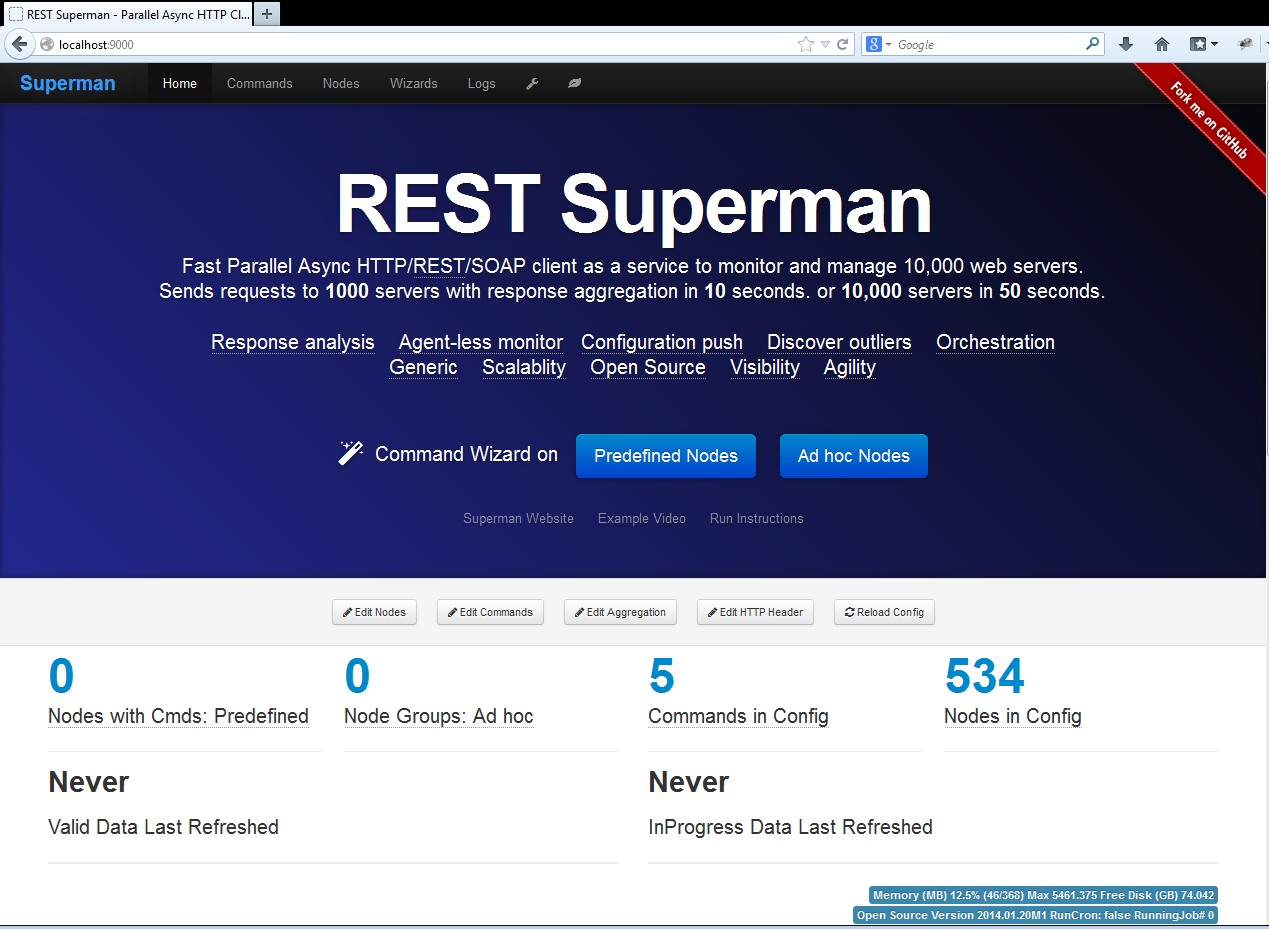 REST Superman - Parallel Async HTTP Cl...
localhost:9000
Google
Superman Home Commands Nodes Wizards Logs
Fork me on GitHub
REST Superman
Fast Parallel Async HTTP/REST/SOAP client as a service to monitor and manage 10,000 web servers.
Sends requests to 1000 servers with response aggregation in 10 seconds. or 10,000 servers in 50 seconds.
Response analysis Agent-less monitor Configuration push Discover outliers Orchestration
Generic Scalablity Open Source Visibility Agility
Command Wizard on Predefined Nodes Ad hoc Nodes
Superman Website Example Video Run Instructions
Edit Nodes Edit Commands Edit Aggregation Edit HTTP Header Reload Config
0 0 5 534
Nodes with Cmds: Predefined Node Groups: Ad hoc Commands in Config Nodes in Config
Never Never
Valid Data Last Refreshed InProgress Data Last Refreshed
Memory (MB) 12.5% (46/368) Max 5461.375 Free Disk (GB) 74.042
Open Source Version 2014.01.20M1 RunCron: false RunningJob# 0